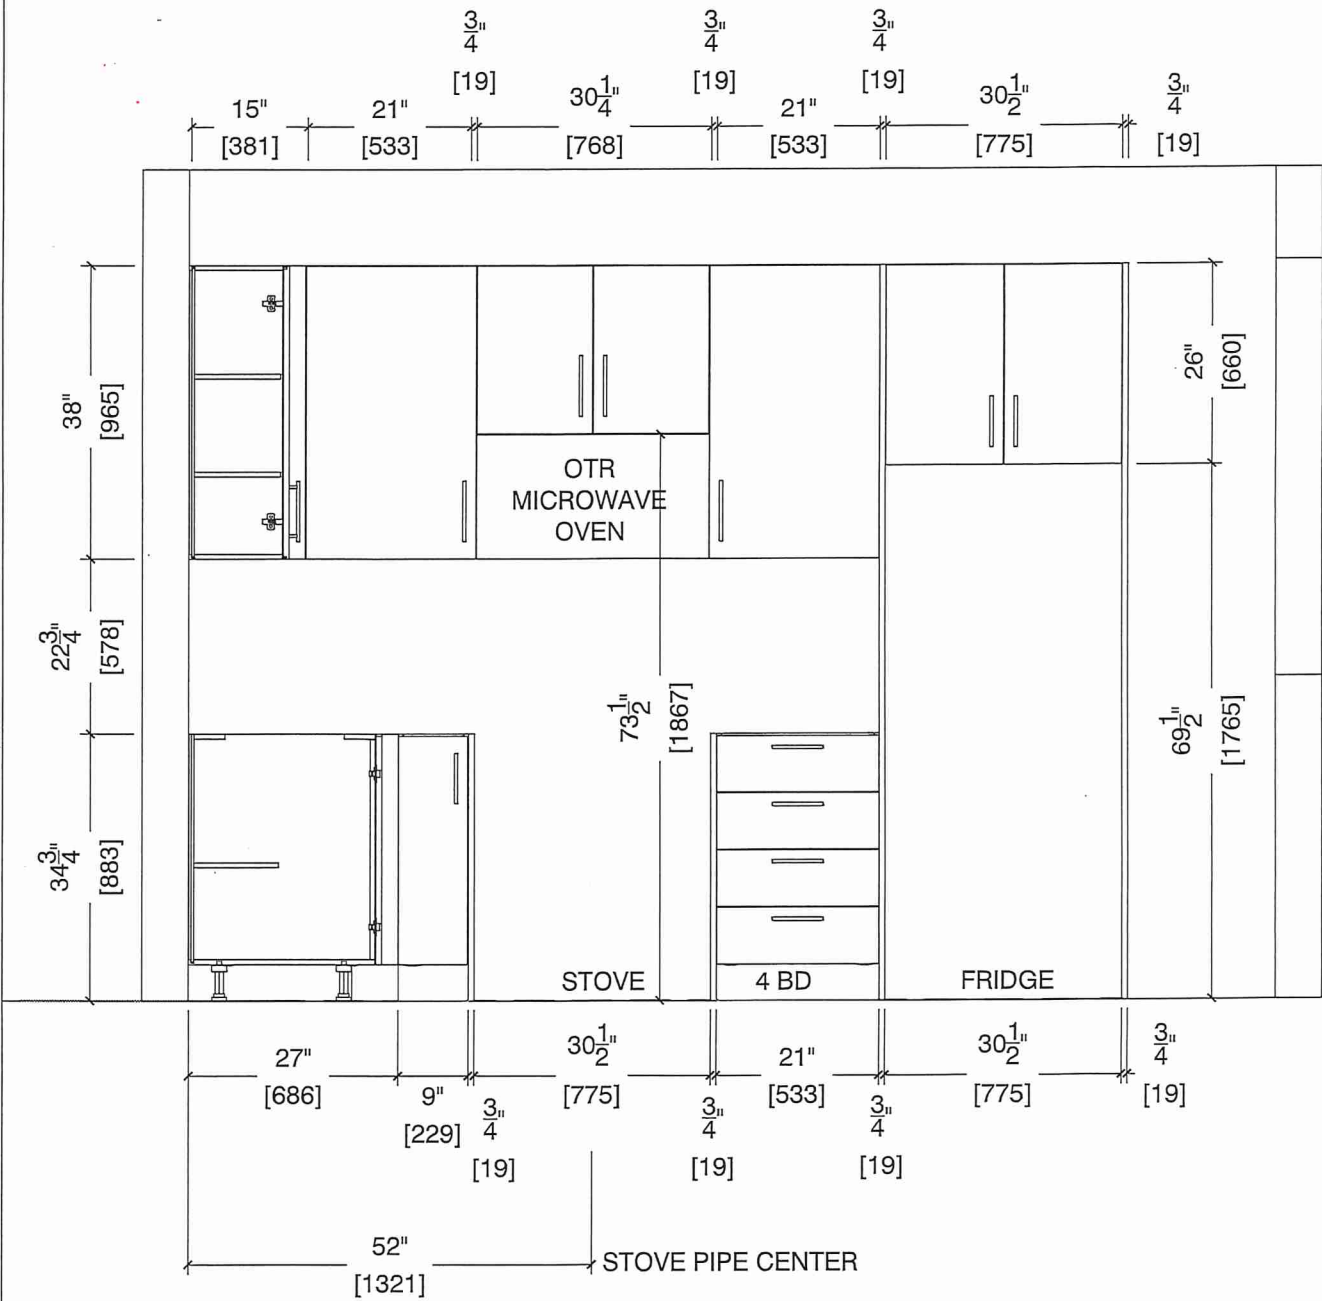 3/4" 3/4" 3/4"
[19] [19] [19]
15" 21" 30 1/4" 21" 30 1/2" 3/4"
[381] [533] [768] [533] [775] [19]
38"
[965]
26"
[660]
OTR
MICROWAVE
OVEN
22 3/4"
[578]
73 1/2"
[1867]
69 1/2"
[1765]
34 3/4"
[883]
STOVE 4 BD FRIDGE
27" 30 1/2" 21" 30 1/2" 3/4"
[686] [775] [533] [775] [19]
9" 3/4" 3/4" 3/4"
[229] [19] [19] [19]
52"
[1321]
STOVE PIPE CENTER